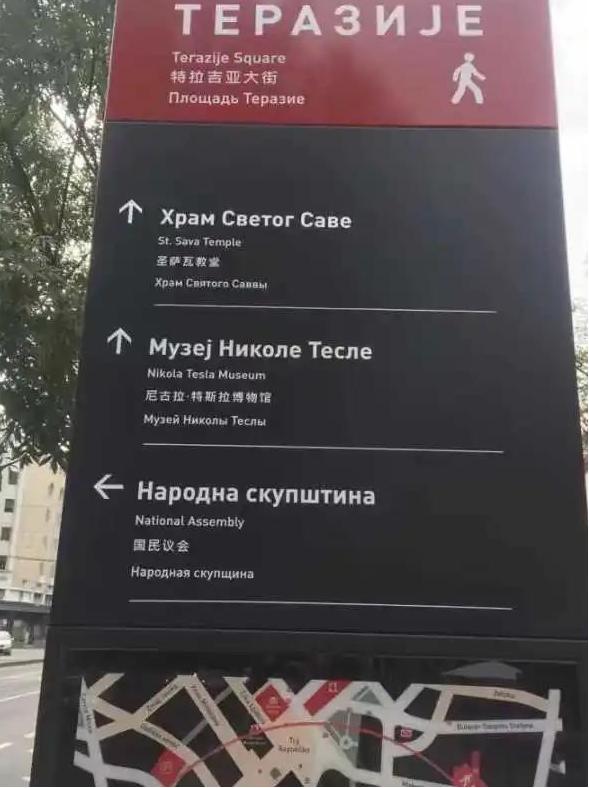 ТЕРАЗИЈЕ
Terazije Square
特拉吉亚大街
Площадь Теразие
Храм Светог Саве
St. Sava Temple
圣萨瓦教堂
Храм Святого Саввы
Музеј Николе Тесле
Nikola Tesla Museum
尼古拉·特斯拉博物馆
Музей Николы Теслы
Народна скупштина
National Assembly
国民议会
Народная скупщина
Trg